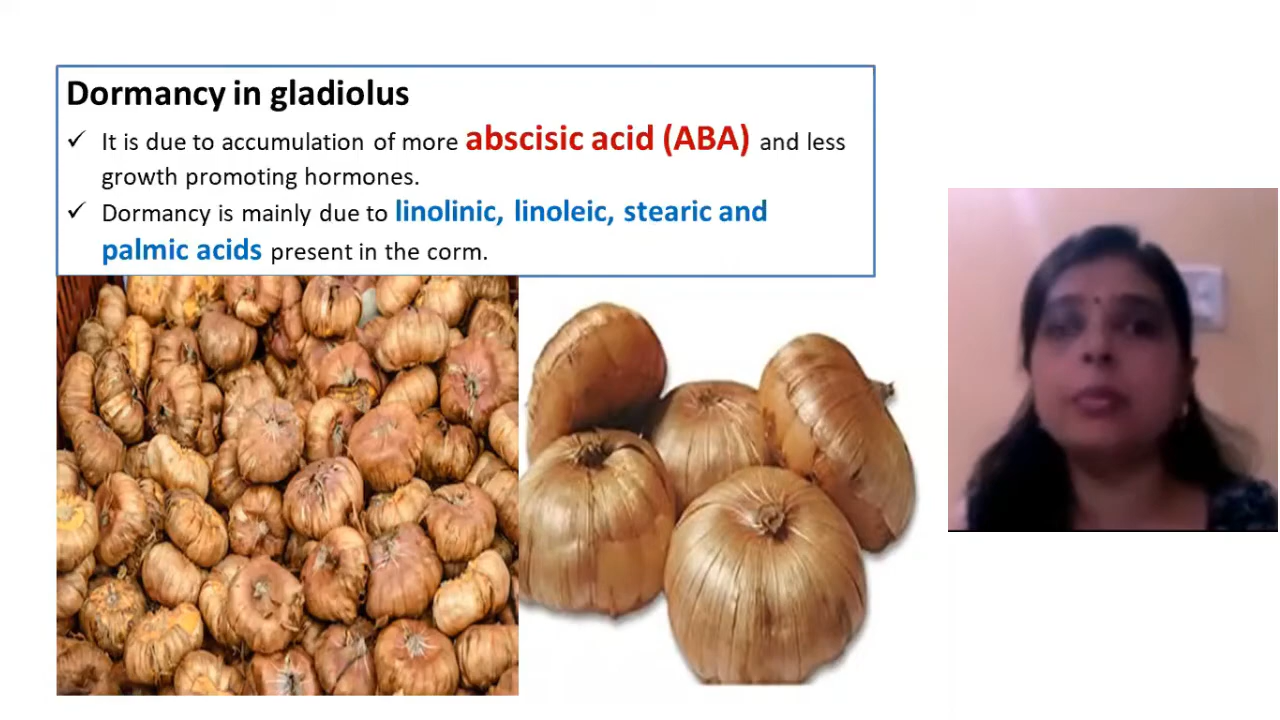 Dormancy in gladiolus
✓ It is due to accumulation of more abscisic acid (ABA) and less
growth promoting hormones.
✓ Dormancy is mainly due to linolinic, linoleic, stearic and
palmic acids present in the corm.